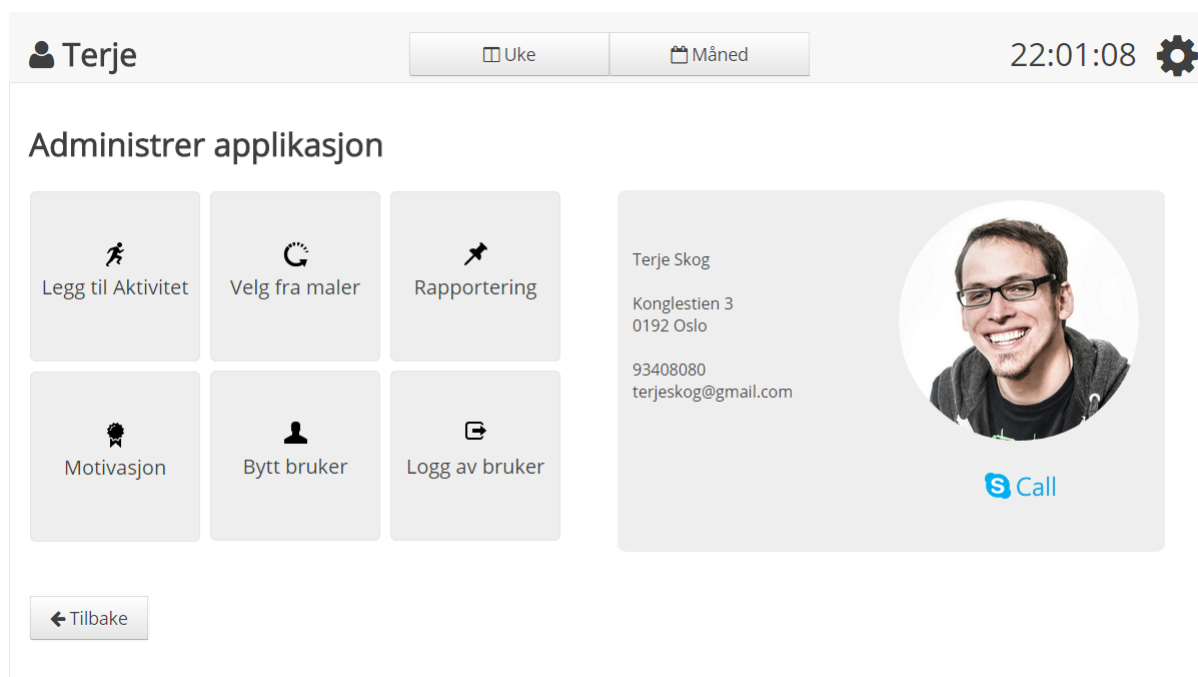 Terje
Uke
Måned
22:01:08
Administrer applikasjon
Legg til Aktivitet
Velg fra maler
Rapportering
Motivasjon
Bytt bruker
Logg av bruker
Terje Skog
Konglestien 3
0192 Oslo
93408080
terjeskog@gmail.com
S Call
Tilbake